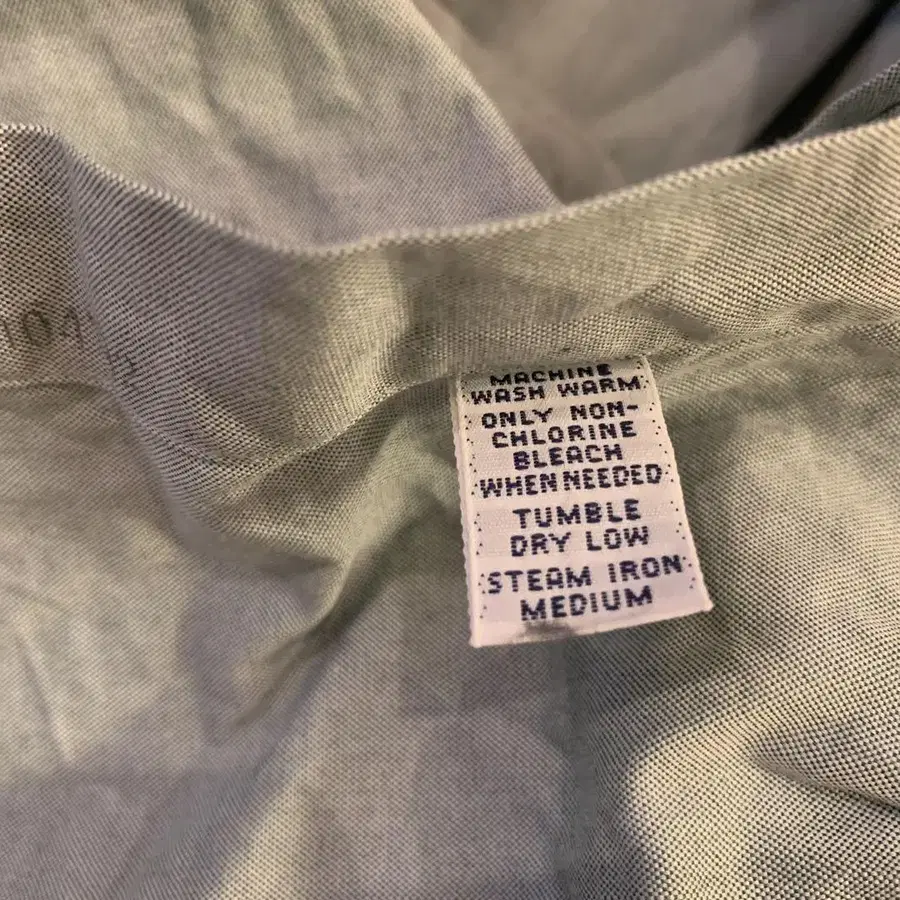 MACHINE
WASH WARM
ONLY NON-
CHLORINE
BLEACH
WHEN NEEDED
TUMBLE
DRY LOW
STEAM IRON
MEDIUM